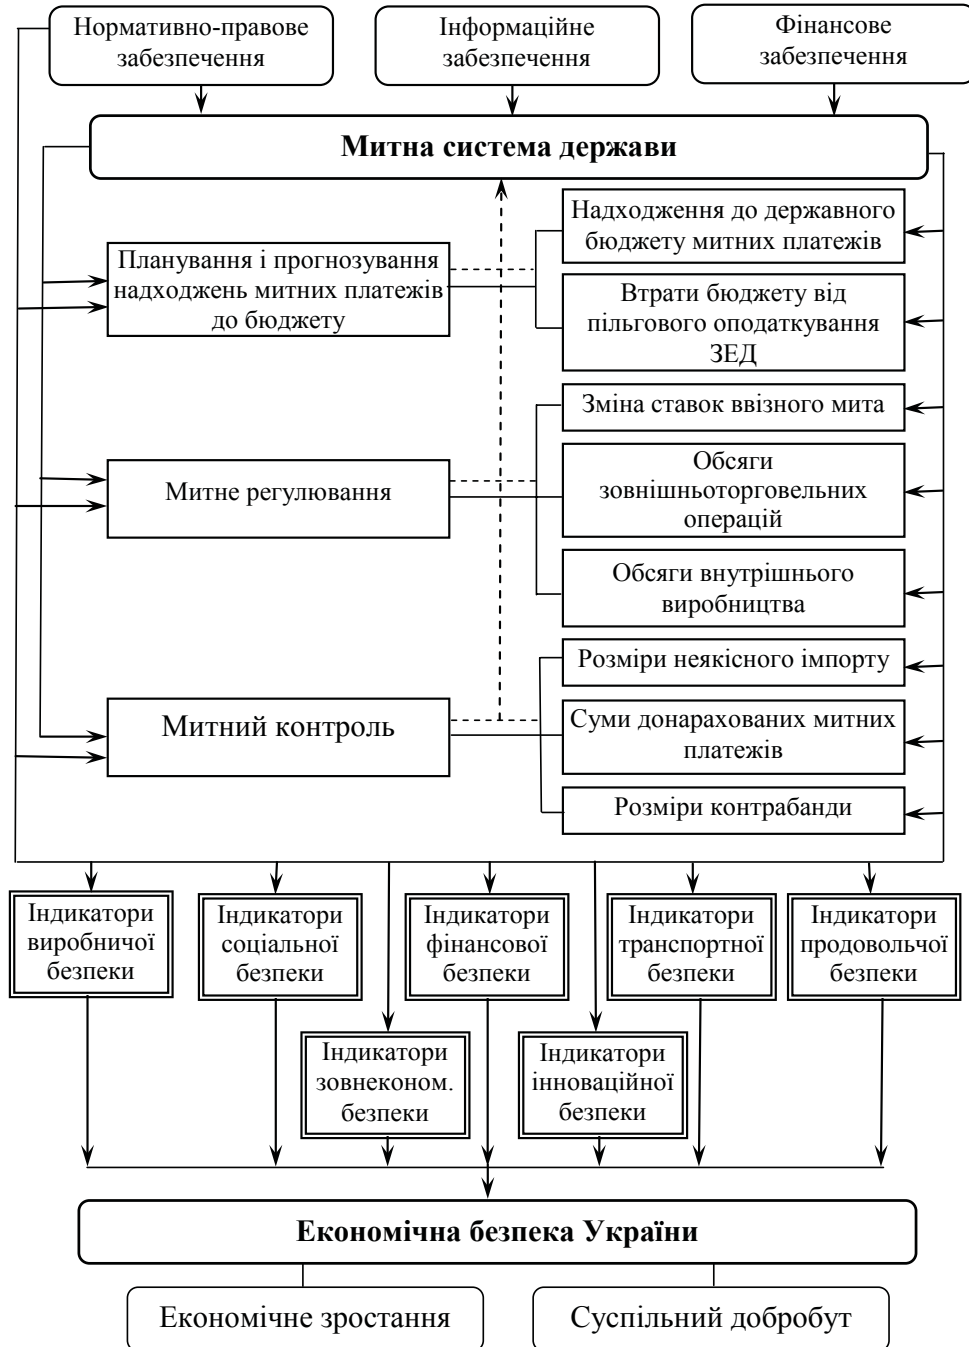 Нормативно-правове
забезпечення
Інформаційне
забезпечення
Фінансове
забезпечення
Митна система держави
Планування і прогнозування
надходжень митних платежів
до бюджету
Надходження до державного
бюджету митних платежів
Втрати бюджету від
пільгового оподаткування
ЗЕД
Митне регулювання
Зміна ставок ввізного мита
Обсяги
зовнішньоторговельних
операцій
Обсяги внутрішнього
виробництва
Митний контроль
Розміри неякісного імпорту
Суми донарахованих митних
платежів
Розміри контрабанди
Індикатори
виробничої
безпеки
Індикатори
соціальної
безпеки
Індикатори
фінансової
безпеки
Індикатори
транспортної
безпеки
Індикатори
продовольчої
безпеки
Індикатори
зовнеконом.
безпеки
Індикатори
інноваційної
безпеки
Економічна безпека України
Економічне зростання
Суспільний добробут